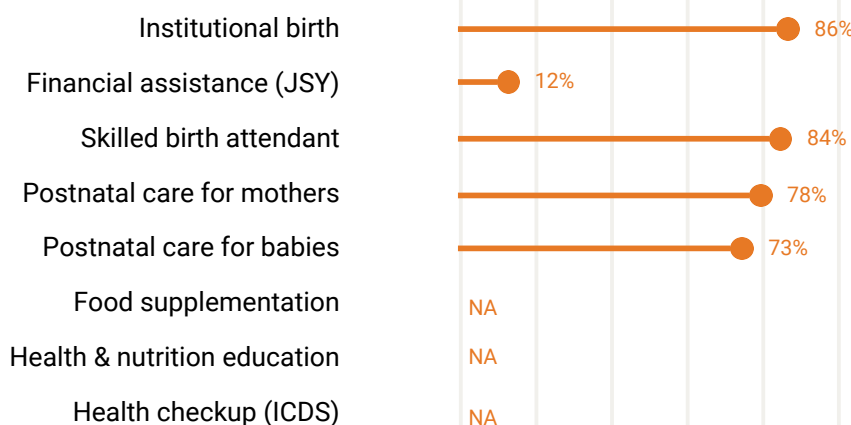 Institutional birth 86%
Financial assistance (JSY) 12%
Skilled birth attendant 84%
Postnatal care for mothers 78%
Postnatal care for babies 73%
Food supplementation NA
Health & nutrition education NA
Health checkup (ICDS) NA